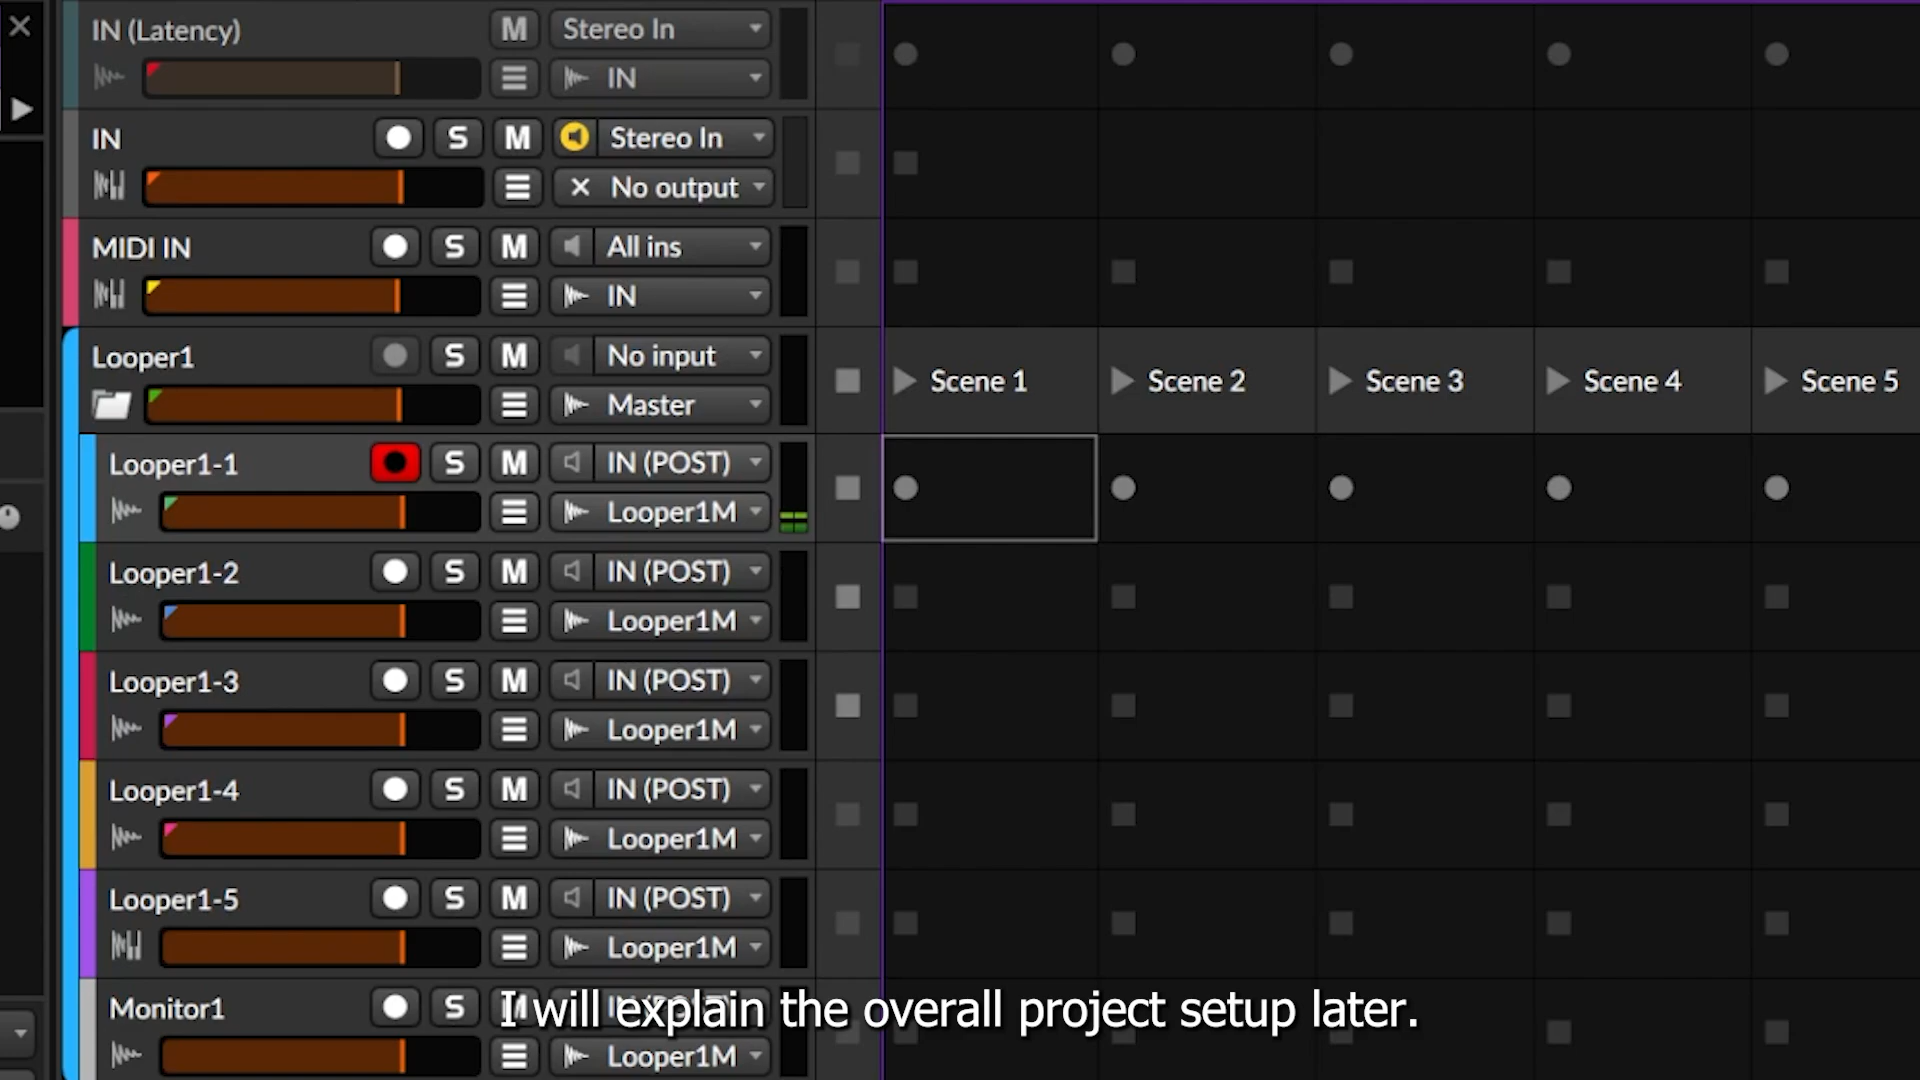 IN (Latency) M Stereo In
IN
IN S M Stereo In
No output
MIDI IN S M All ins
IN
Looper1 S M No input
Master
Scene 1 Scene 2 Scene 3 Scene 4 Scene 5
Looper1-1 S M IN (POST)
Looper1M
Looper1-2 S M IN (POST)
Looper1M
Looper1-3 S M IN (POST)
Looper1M
Looper1-4 S M IN (POST)
Looper1M
Looper1-5 S M IN (POST)
Looper1M
Monitor1 S
I will explain the overall project setup later.
Looper1M